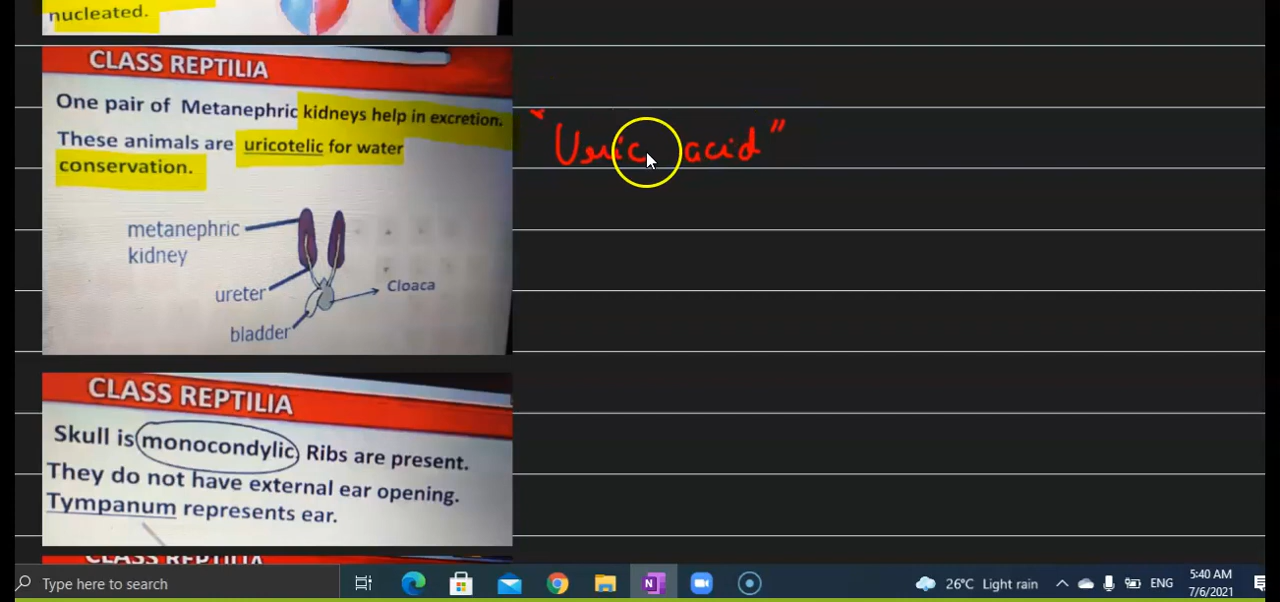 nucleated.
CLASS REPTILIA
One pair of Metanephric kidneys help in excretion.
These animals are uricotelic for water
conservation.
"Uric acid"
metanephric
kidney
ureter
Cloaca
bladder
CLASS REPTILIA
Skull is monocondylic. Ribs are present.
They do not have external ear opening.
Tympanum represents ear.
CLASS REPTILIA
Type here to search
26°C Light rain
ENG
5:40 AM
7/6/2021